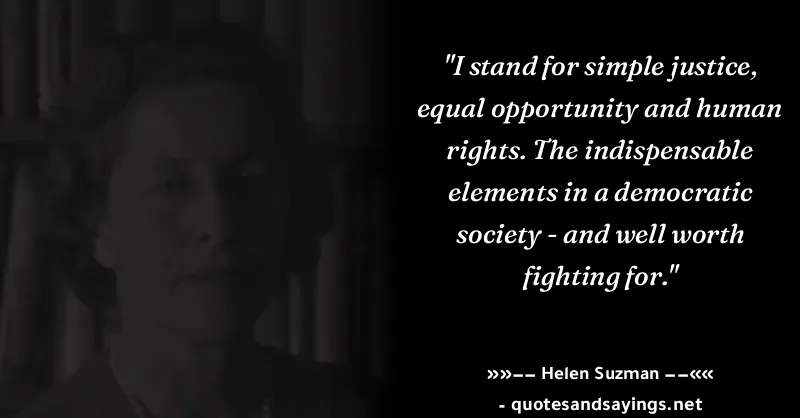 "I stand for simple justice,
equal opportunity and human
rights. The indispensable
elements in a democratic
society - and well worth
fighting for."
»»−− Helen Suzman −−««
- quotesandsayings.net